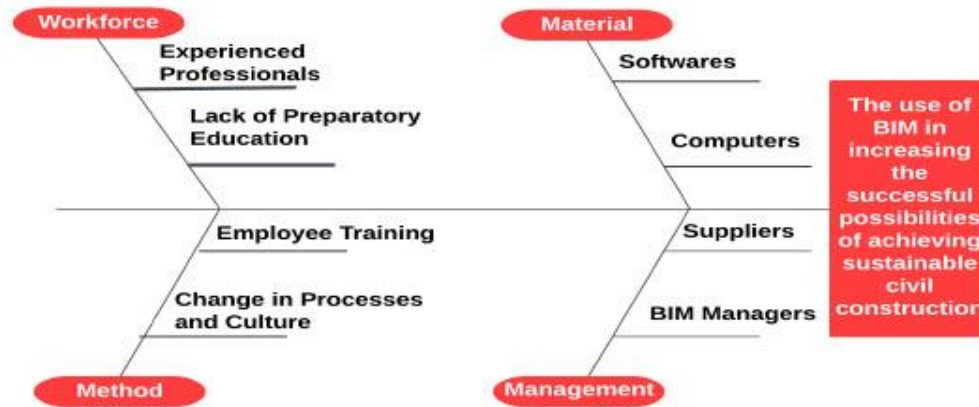 Workforce
Experienced
Professionals
Lack of Preparatory
Education
Material
Softwares
Computers
Employee Training
Change in Processes
and Culture
Method
Suppliers
BIM Managers
Management
The use of
BIM in
increasing
the
successful
possibilities
of achieving
sustainable
civil
construction